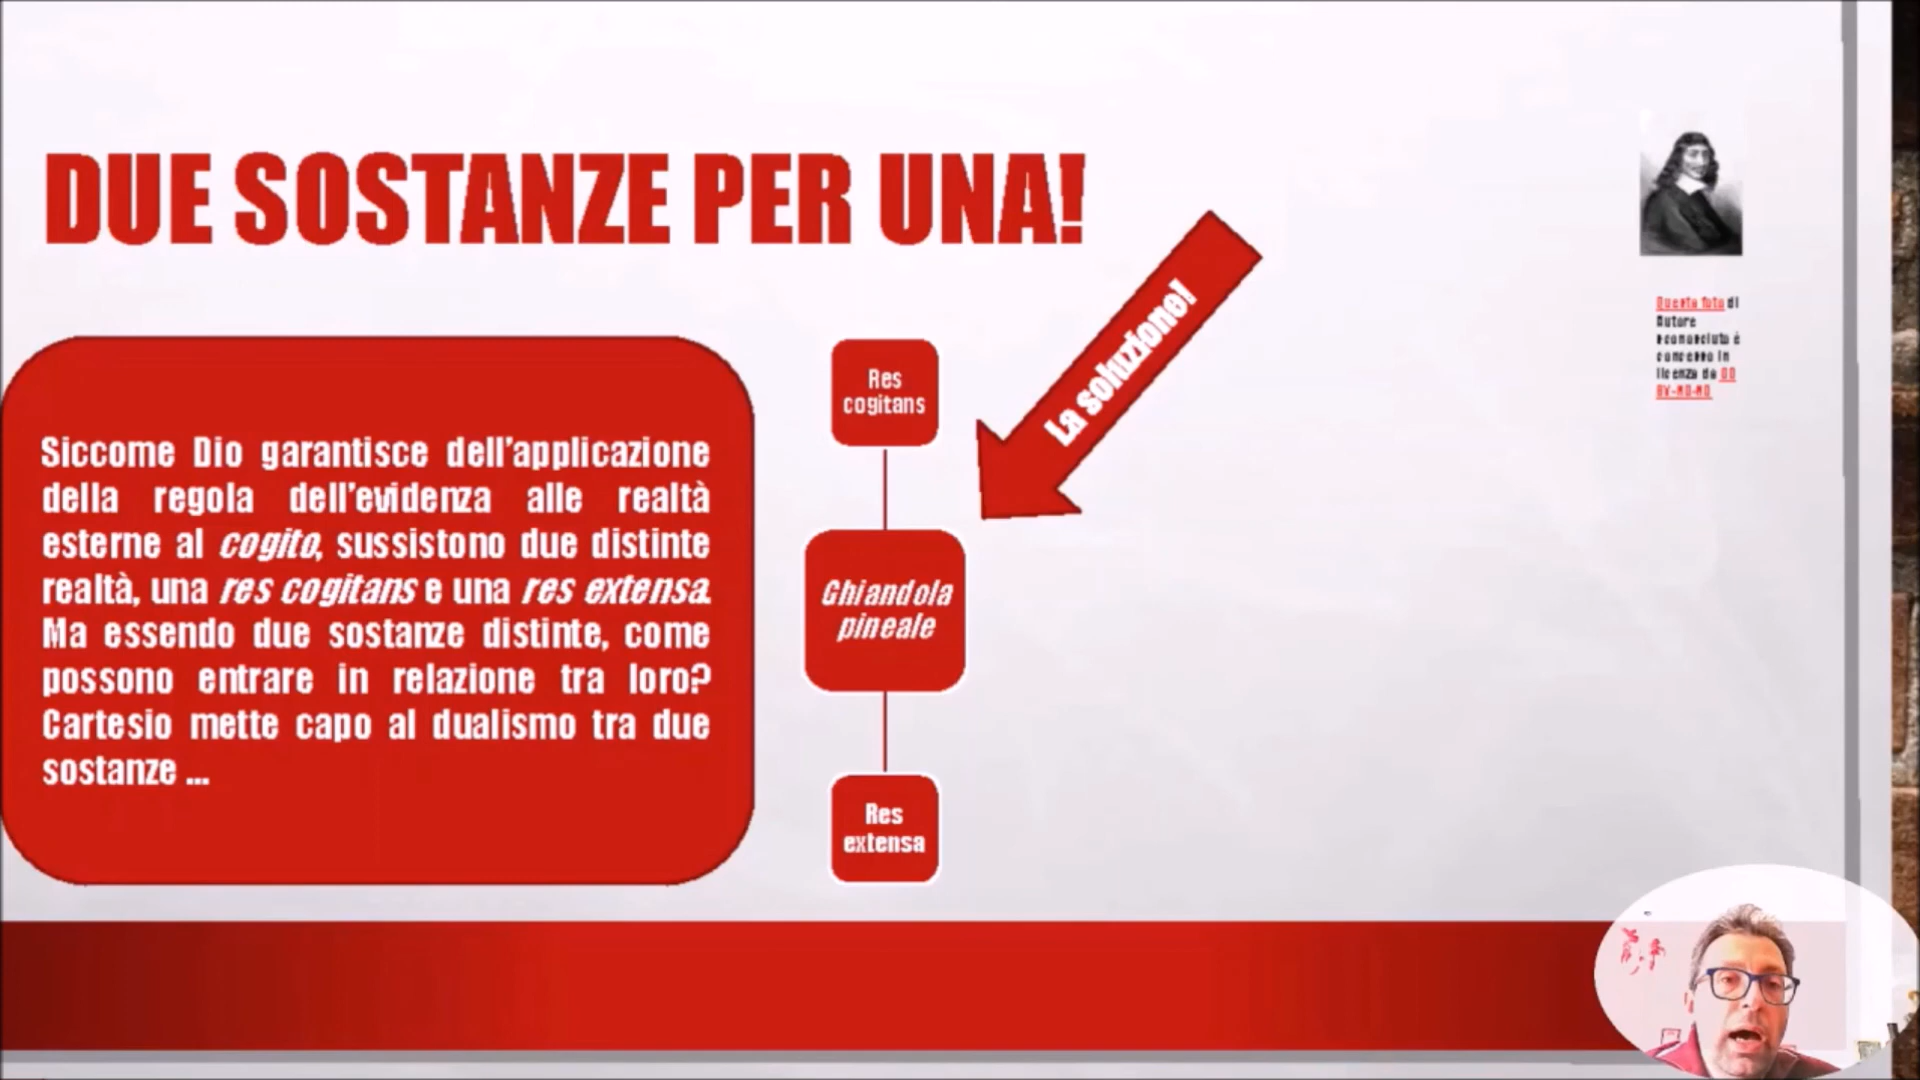 DUE SOSTANZE PER UNA!
Siccome Dio garantisce dell'applicazione
della regola dell'evidenza alle realtà
esterne al cogito, sussistono due distinte
realtà, una res cogitans e una res extensa.
Ma essendo due sostanze distinte, come
possono entrare in relazione tra loro?
Cartesio mette capo al dualismo tra due
sostanze ...
Res
cogitans
Ghiandola
pineale
Res
extensa
La soluzione!
Questa foto di
Autore
sconosciuto è
concesso in
licenza da